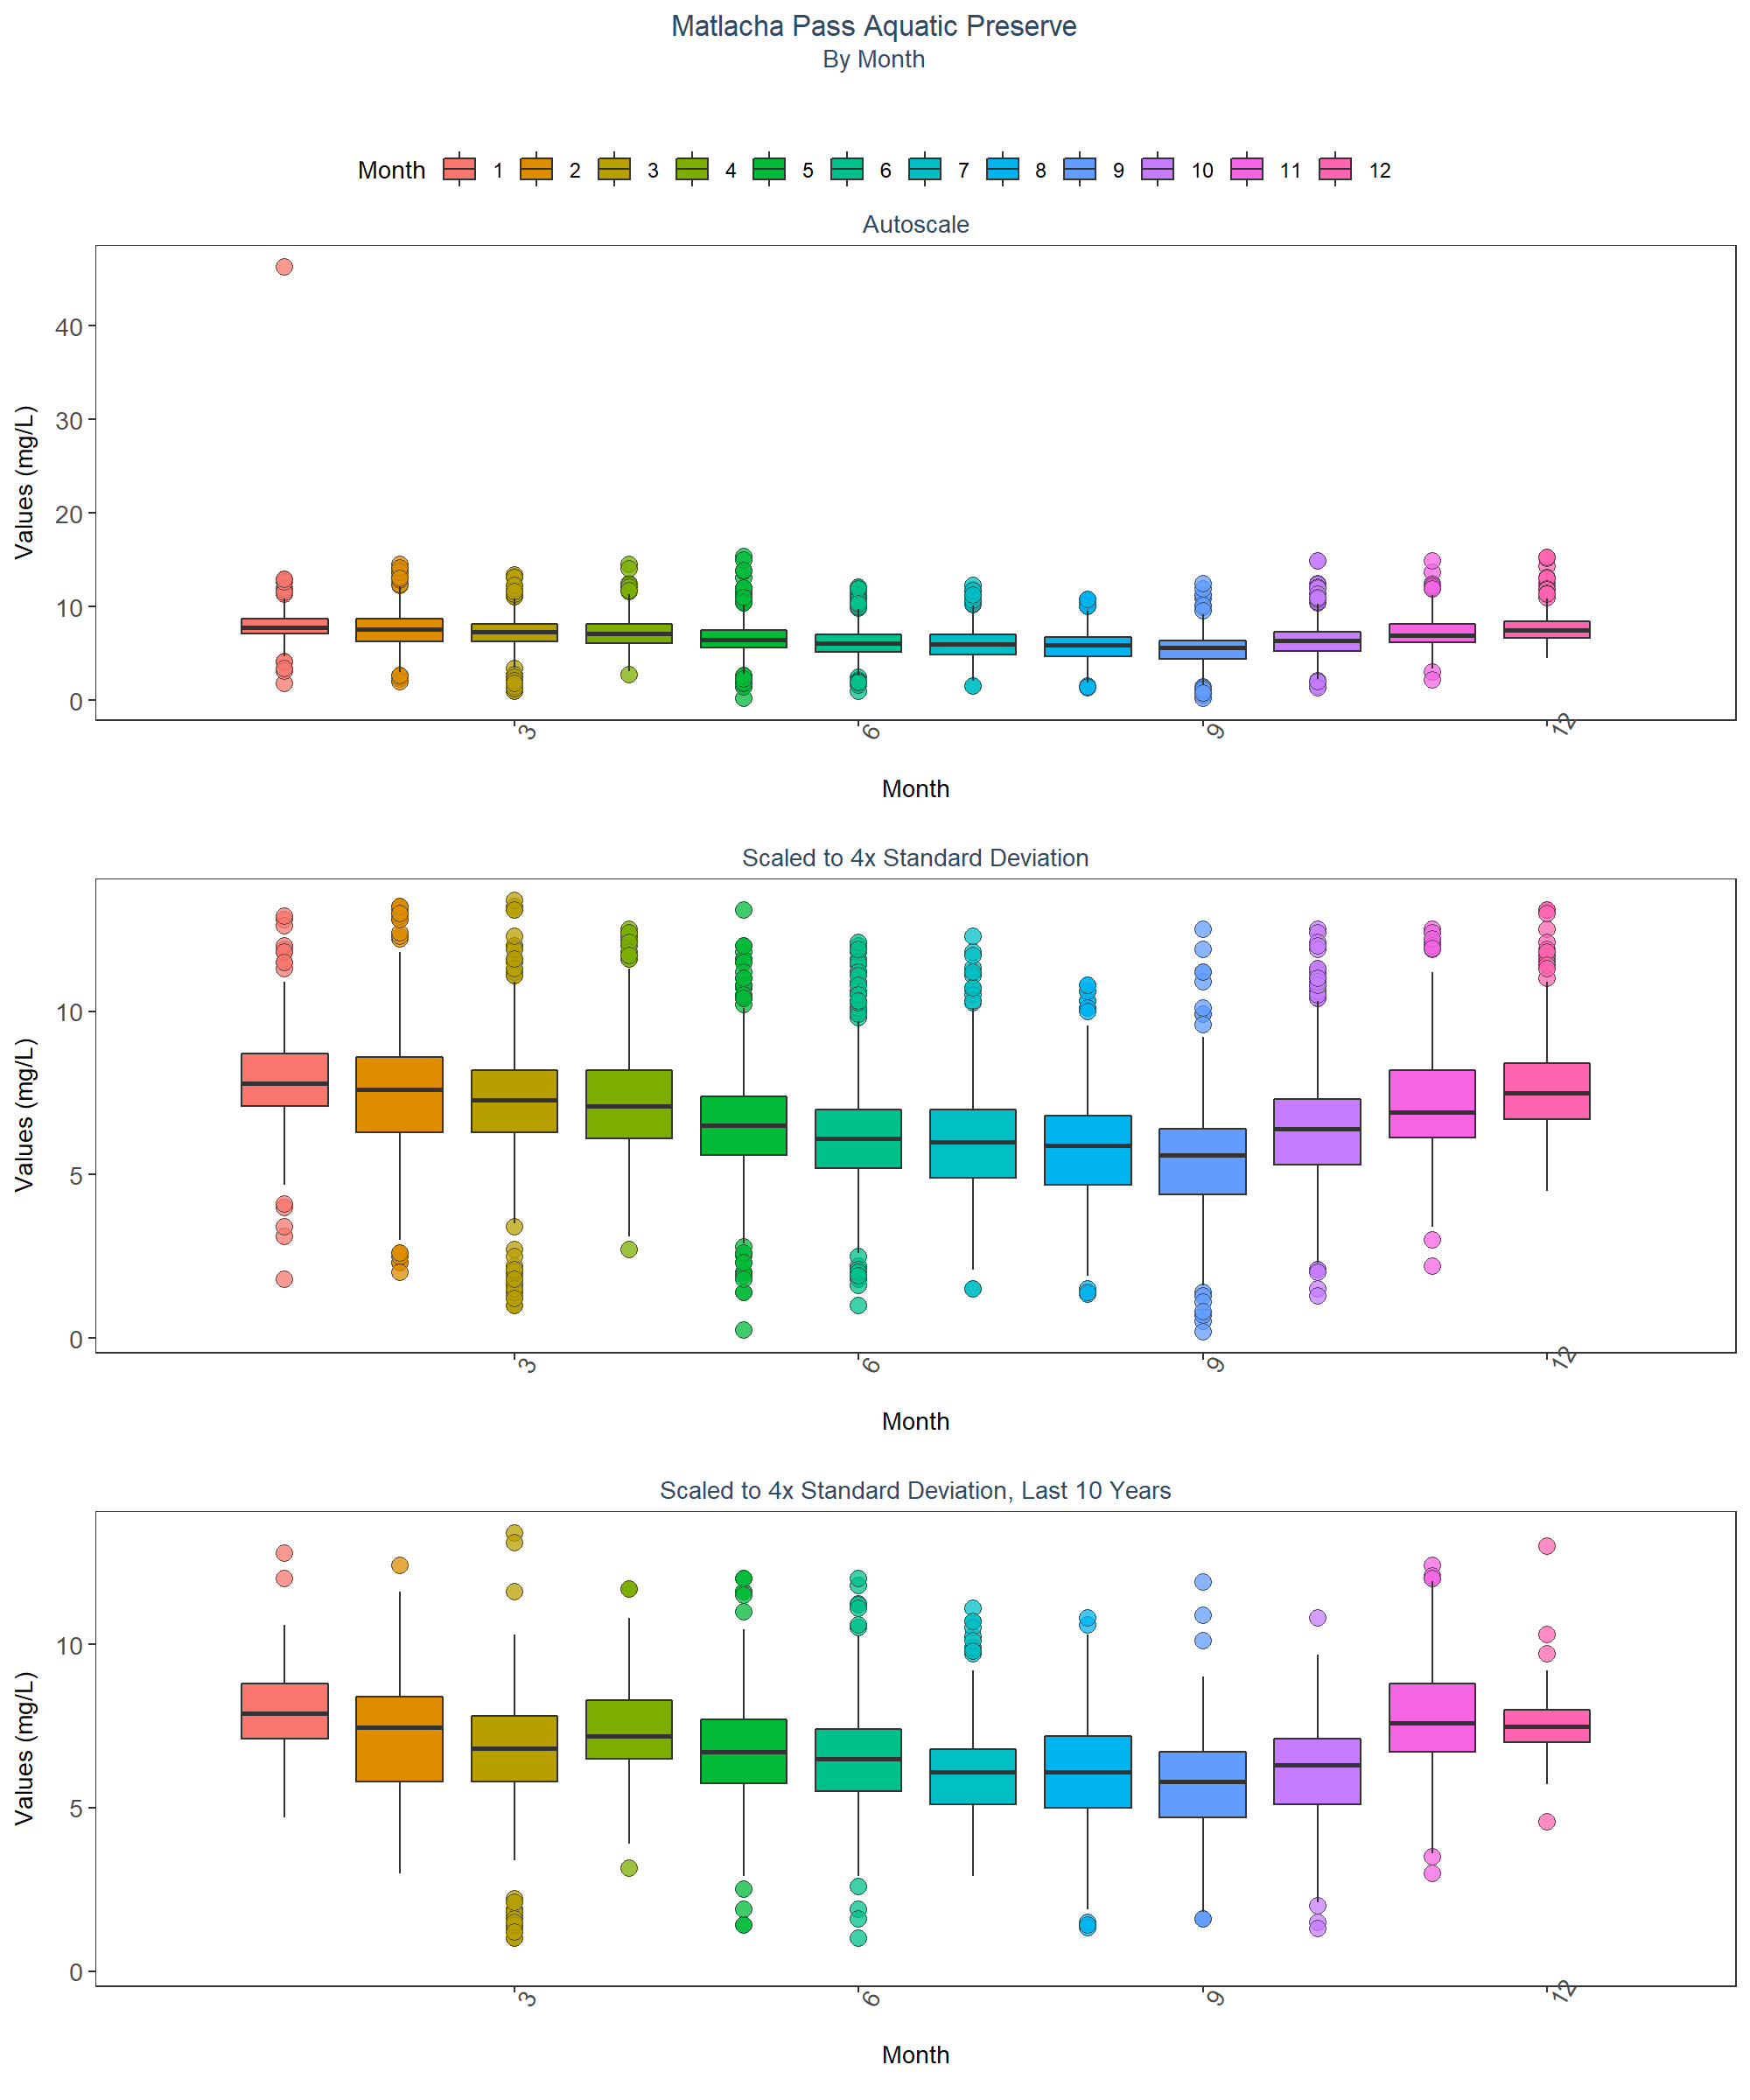 Matlacha Pass Aquatic Preserve
By Month
Month 1 2 3 4 5 6 7 8 9 10 11 12
Autoscale
Values (mg/L)
40
30
20
10
0
3 6 9 12
Month
Scaled to 4x Standard Deviation
Values (mg/L)
10
5
0
3 6 9 12
Month
Scaled to 4x Standard Deviation, Last 10 Years
Values (mg/L)
10
5
0
3 6 9 12
Month